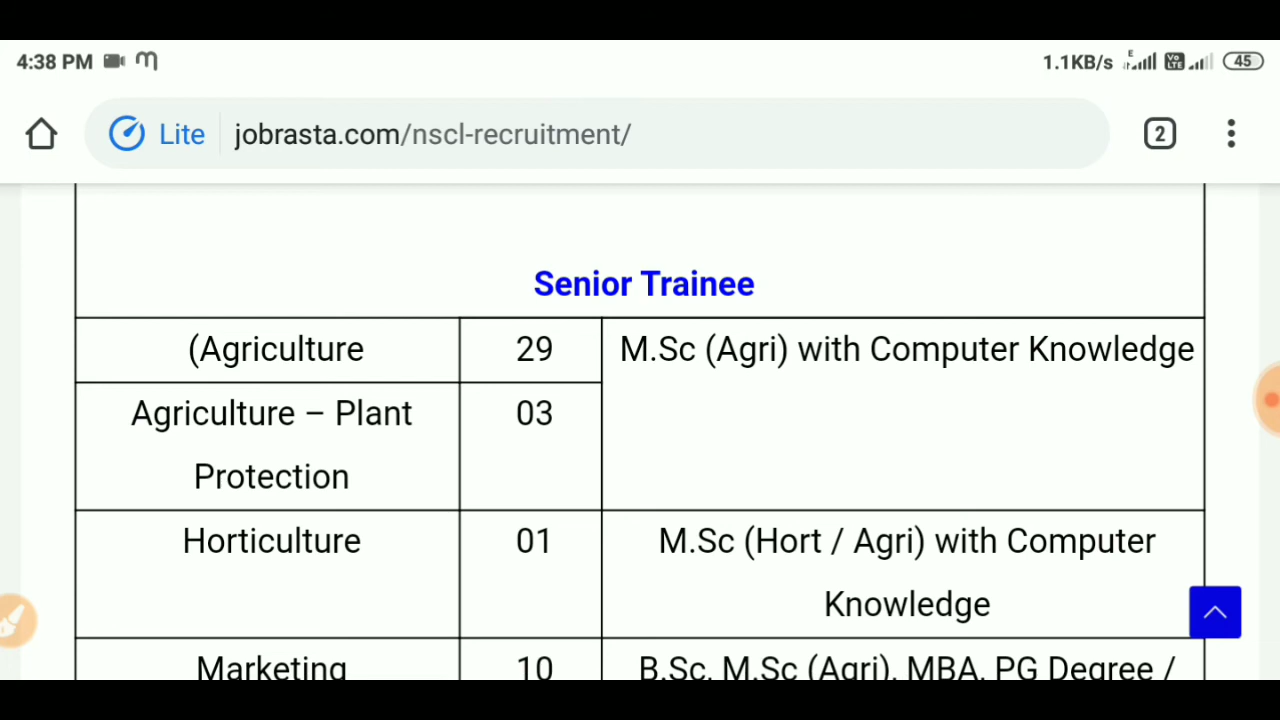 4:38 PM
1.1KB/s E Vo LTE 45
Lite jobrasta.com/nscl-recruitment/ 2
Senior Trainee
(Agriculture 29 M.Sc (Agri) with Computer Knowledge
Agriculture – Plant 03
Protection
Horticulture 01 M.Sc (Hort / Agri) with Computer
Knowledge
Marketing 10 B.Sc, M.Sc (Agri), MBA, PG Degree /